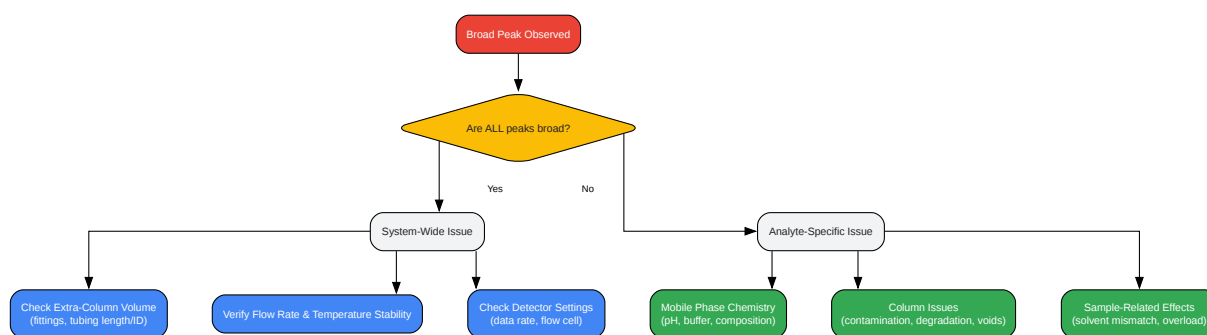 Broad Peak Observed
Are ALL peaks broad?
Yes
No
System-Wide Issue
Analyte-Specific Issue
Check Extra-Column Volume
(fittings, tubing length/ID)
Verify Flow Rate & Temperature Stability
Check Detector Settings
(data rate, flow cell)
Mobile Phase Chemistry
(pH, buffer, composition)
Column Issues
(contamination, degradation, voids)
Sample-Related Effects
(solvent mismatch, overload)